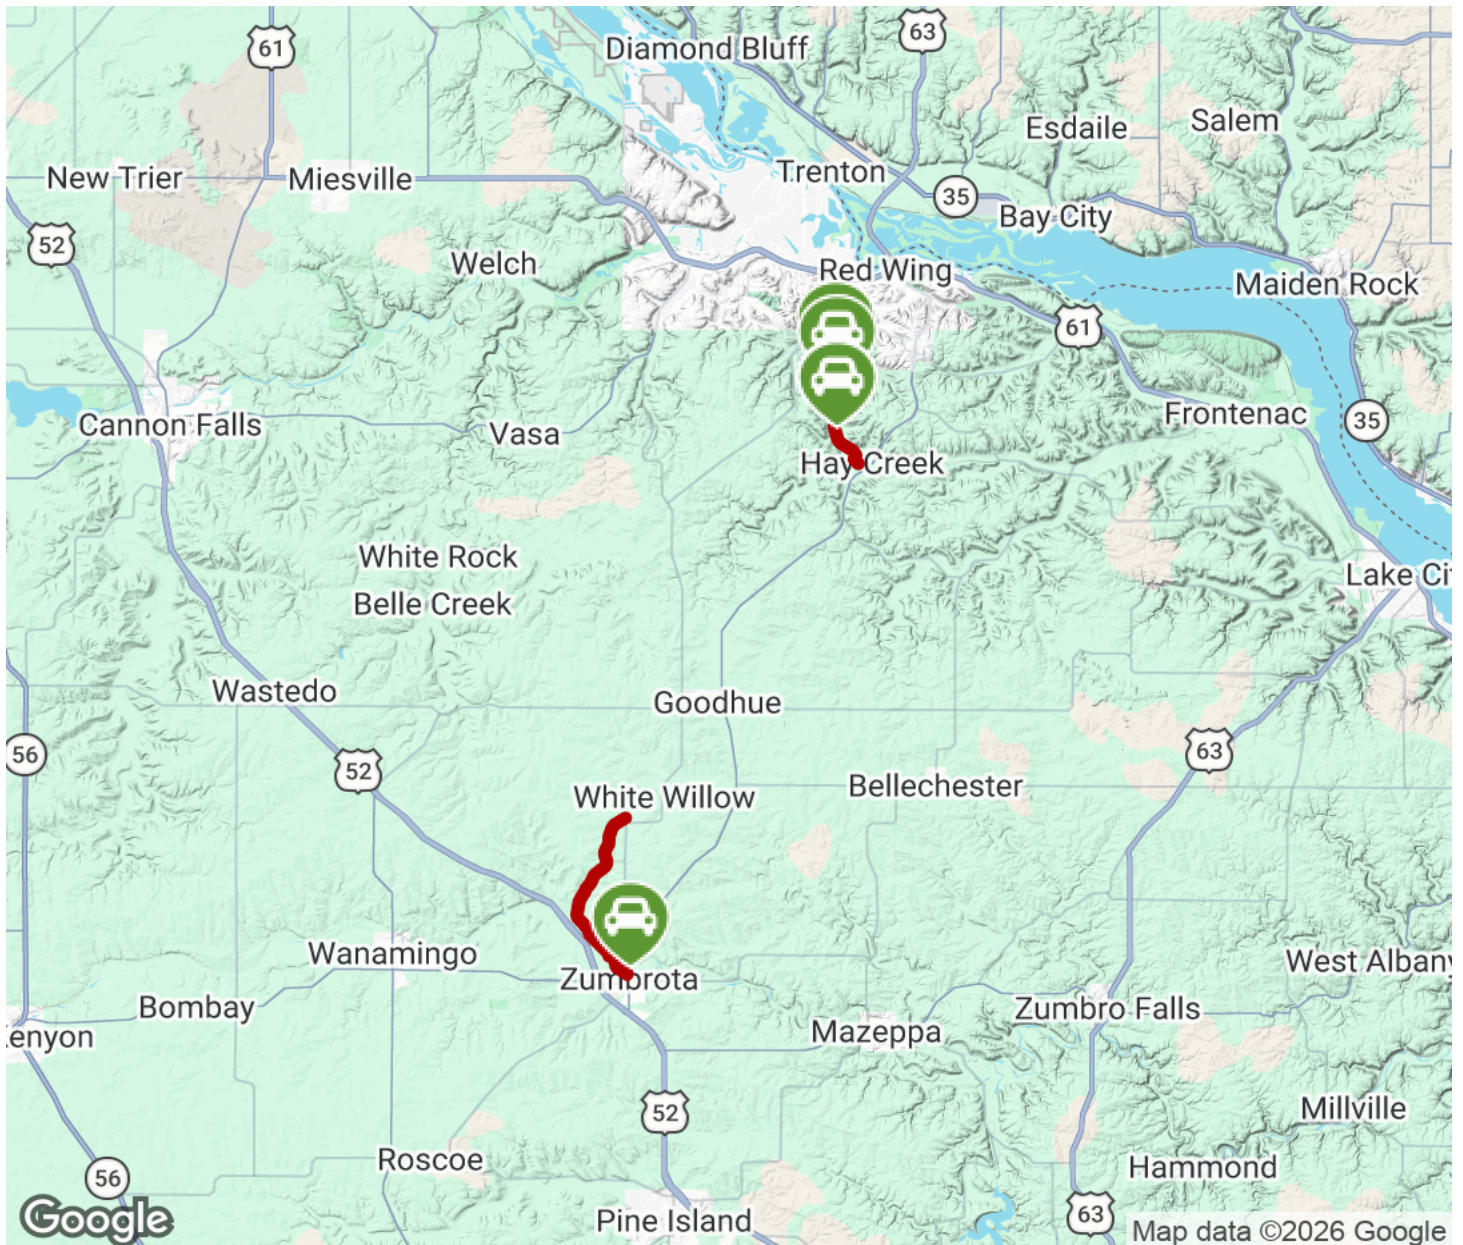 61
Diamond Bluff
63
Esdaile
Salem
New Trier
Miesville
Trenton
35
Bay City
52
Welch
Red Wing
Maiden Rock
61
Cannon Falls
Vasa
Frontenac
35
Hay Creek
White Rock
Lake Cit
Belle Creek
Wastedo
Goodhue
56
52
63
White Willow
Bellechester
Wanamingo
Zumbrota
West Albany
Bombay
Zumbro Falls
enyon
Mazeppa
52
Millville
Roscoe
Hammond
56
Google
Pine Island
63
Map data ©2026 Google